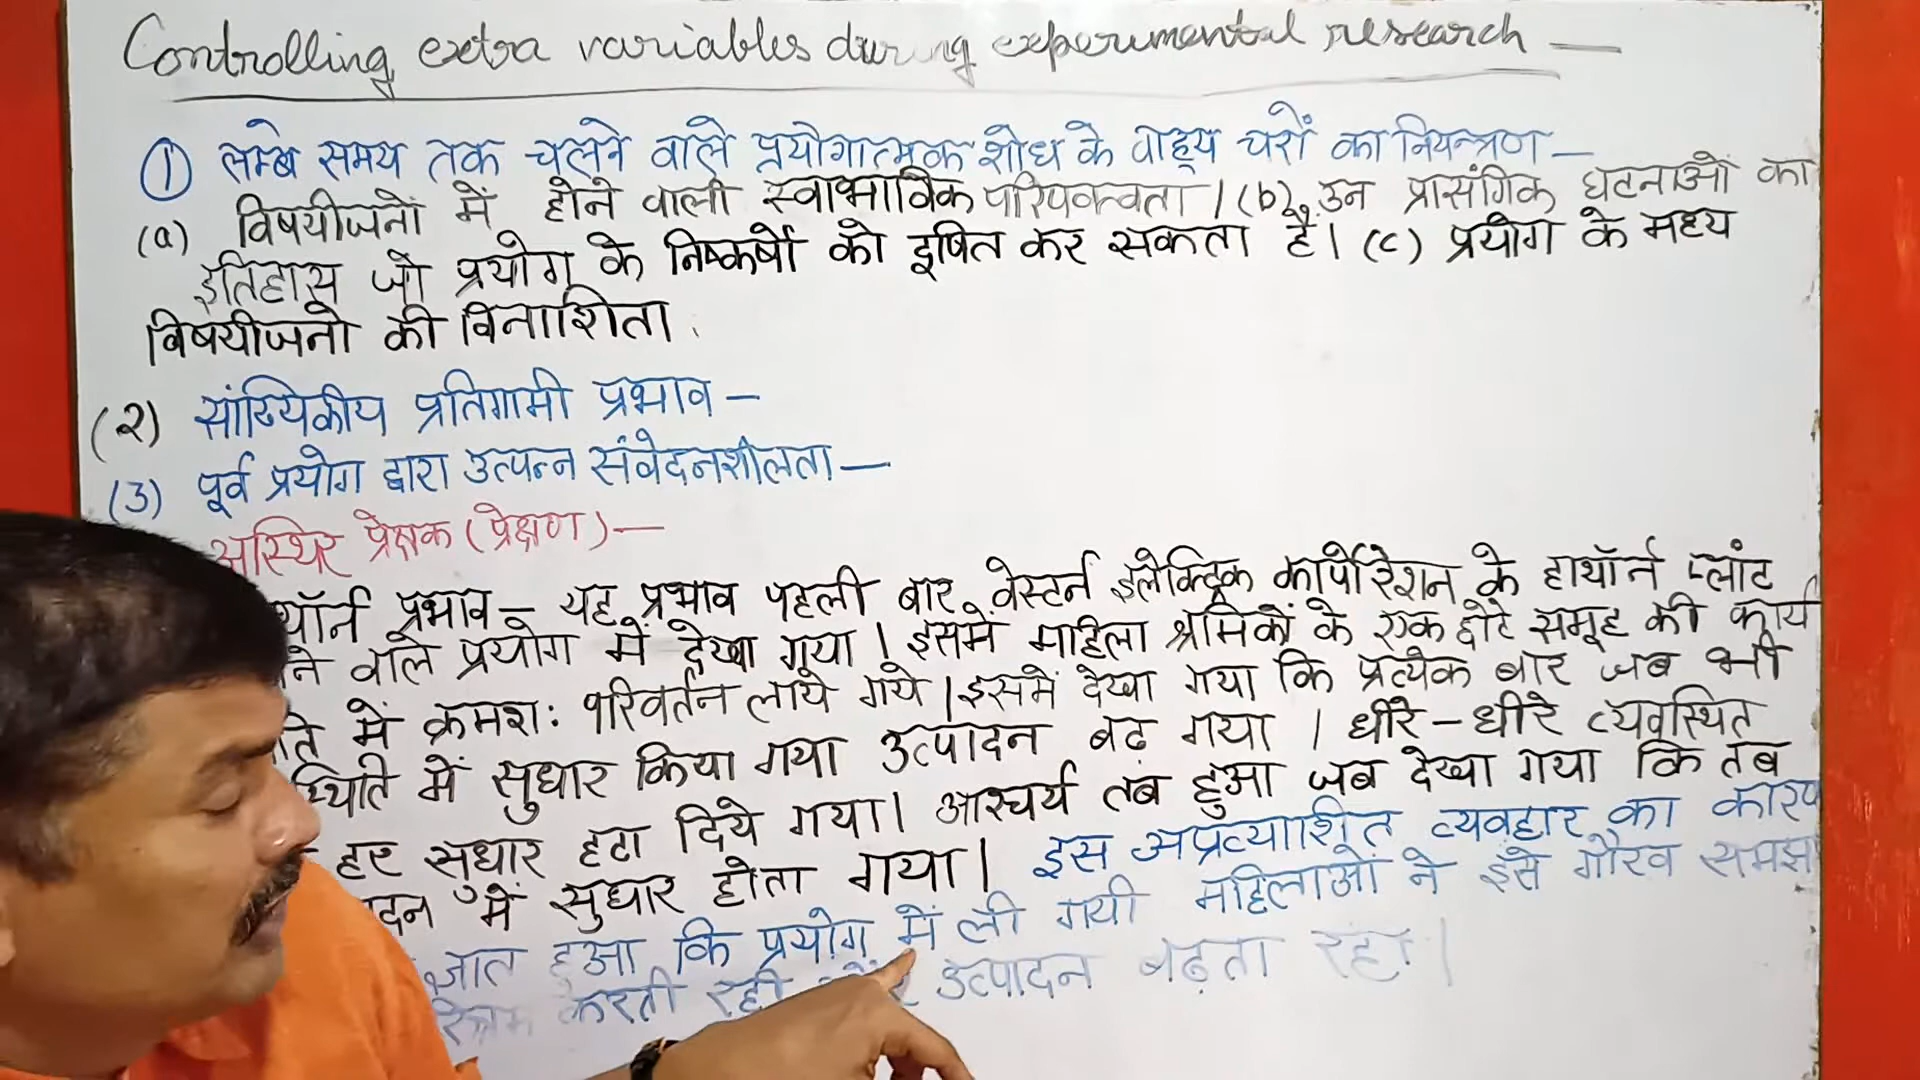 Controlling extra variables during experimental research —
① लम्बे समय तक चलने वाले प्रयोगात्मक शोध के वाह्य चरों का नियन्त्रण —
(a) विषयीजनों में होने वाली स्वाभाविक परिपक्वता । (b) उन प्रासंगिक घटनाओं का
इतिहास जो प्रयोग के निष्कर्षो को दूषित कर सकता है । (c) प्रयोग के मध्य
विषयीजनो की विनाशिता .
(2) सांख्यिकीय प्रतिगामी प्रभाव —
(3) पूर्व प्रयोग द्वारा उत्पन्न संवेदनशीलता —
अस्थिर प्रेक्षक (प्रेक्षण) —
थॉर्न प्रभाव — यह प्रभाव पहली बार वेस्टर्न इलेक्ट्रिक कार्पोरेशन के हाथॉर्न प्लांट
ने वाले प्रयोग में देखा गया । इसमें महिला श्रमिकों के एक छोटे समूह की कार्य
में क्रमश: परिवर्तन लाये गये । इसमें देखा गया कि प्रत्येक बार जब भी
स्थिति में सुधार किया गया उत्पादन बढ़ गया । धीरे - धीरे व्यवस्थित
हर सुधार हटा दिये गया । आश्चर्य तब हुआ जब देखा गया कि तब
दन में सुधार होता गया । इस अप्रत्याशित व्यवहार का कारण
ज्ञात हुआ कि प्रयोग में ली गयी महिलाओं ने इसे गौरव समझा
करती रही उत्पादन बढ़ता रहा |